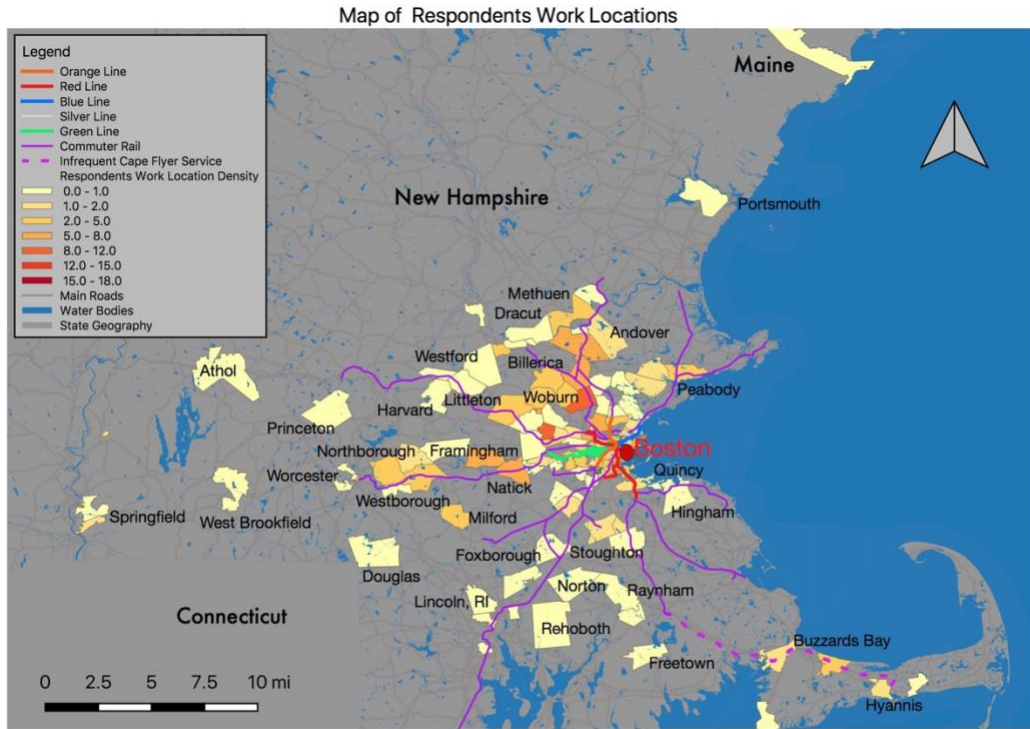 Map of Respondents Work Locations
Legend
Orange Line
Red Line
Blue Line
Silver Line
Green Line
Commuter Rail
Infrequent Cape Flyer Service
Respondents Work Location Density
0.0 - 1.0
1.0 - 2.0
2.0 - 5.0
5.0 - 8.0
8.0 - 12.0
12.0 - 15.0
15.0 - 18.0
Main Roads
Water Bodies
State Geography
Maine
New Hampshire
Portsmouth
Methuen
Dracut
Andover
Westford
Billerica
Athol
Peabody
Harvard
Littleton
Woburn
Princeton
Northborough
Framingham
Boston
Worcester
Quincy
Westborough
Natick
Springfield
West Brookfield
Milford
Hingham
Foxborough
Stoughton
Douglas
Norton
Raynham
Lincoln, RI
Connecticut
Rehoboth
Buzzards Bay
Freetown
Hyannis
0 2.5 5 7.5 10 mi